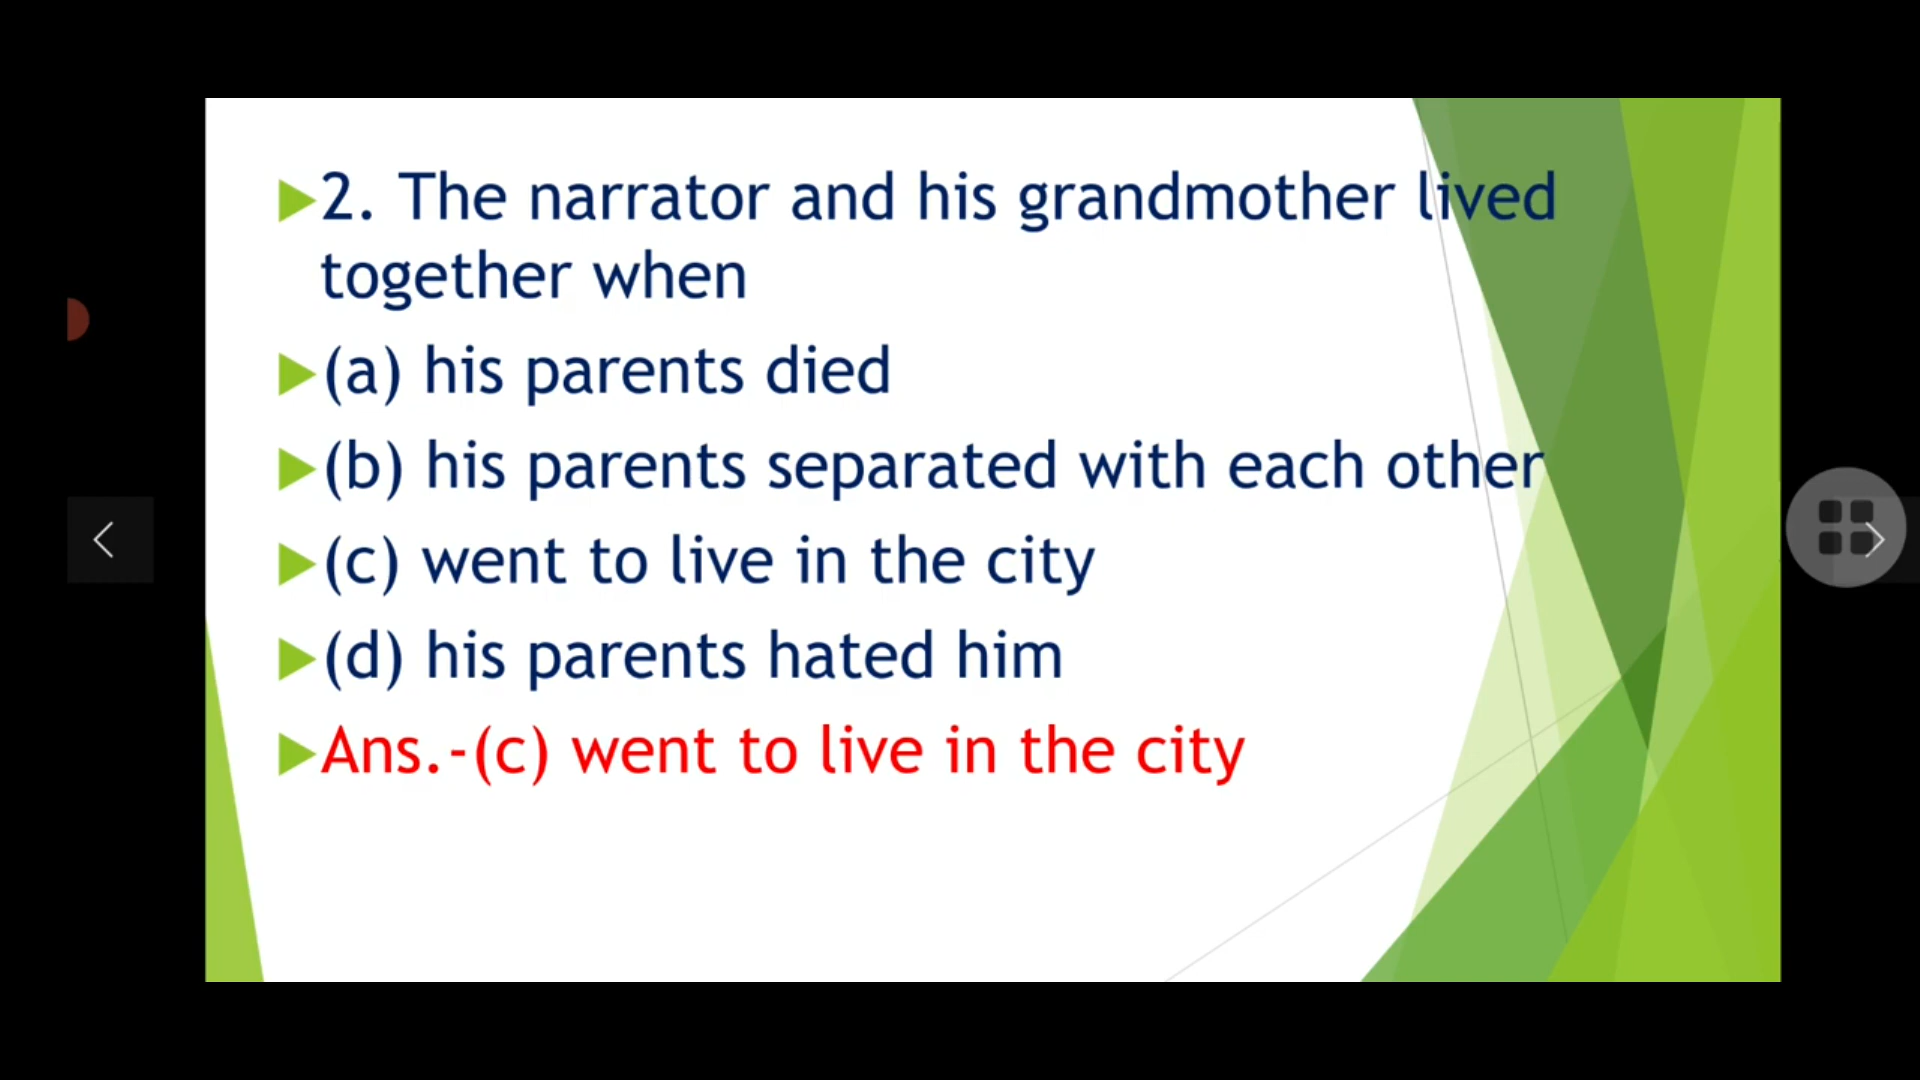 2. The narrator and his grandmother lived
together when
(a) his parents died
(b) his parents separated with each other
(c) went to live in the city
(d) his parents hated him
Ans.-(c) went to live in the city